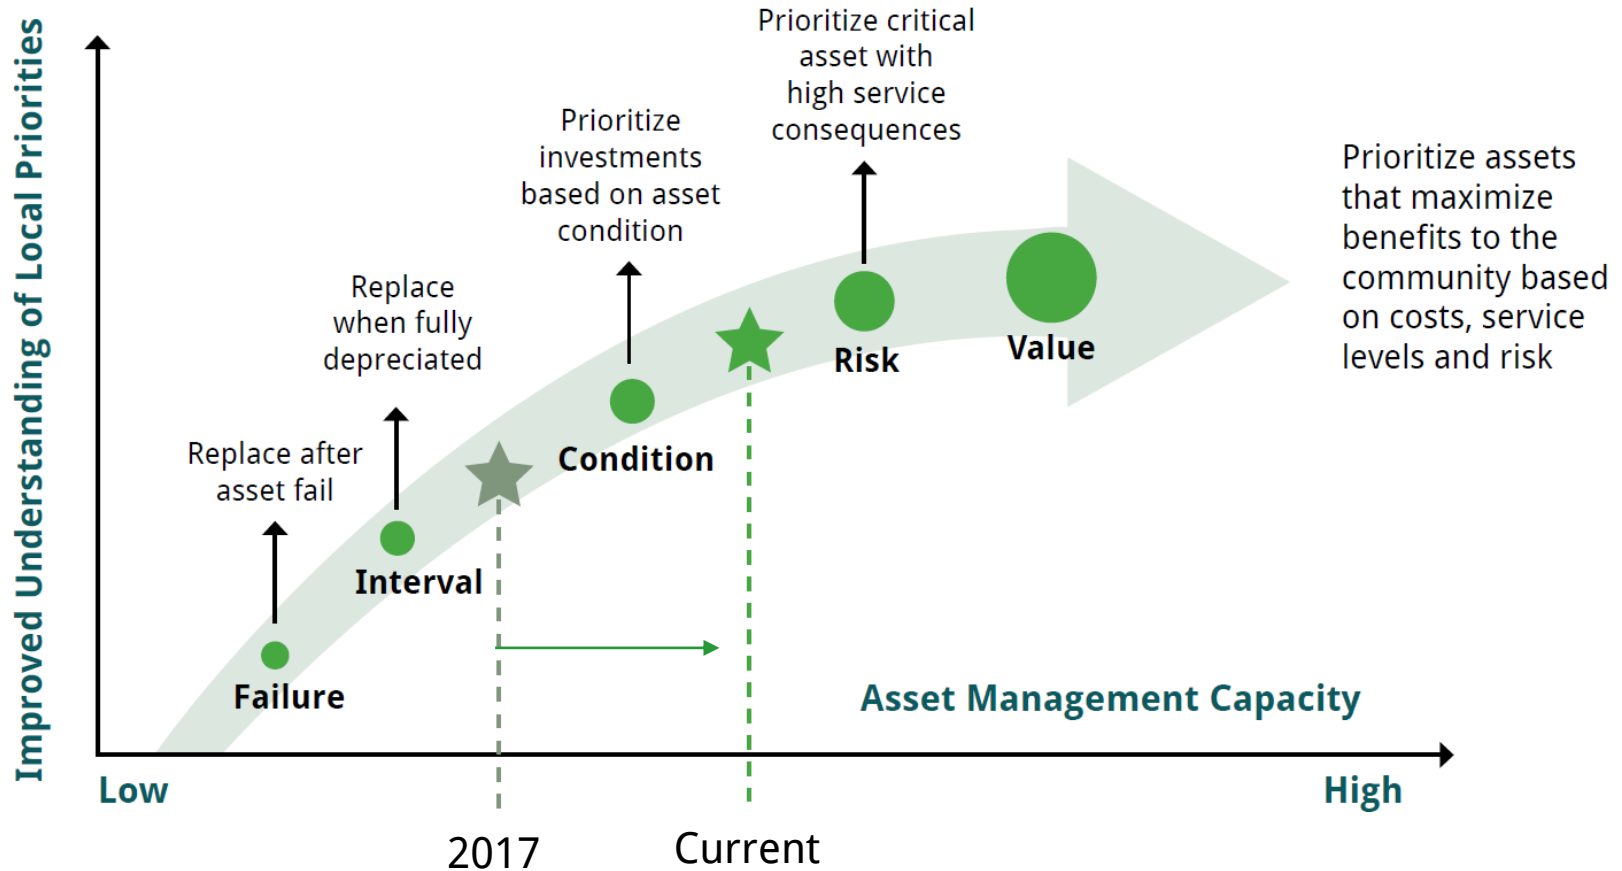 Improved Understanding of Local Priorities
Prioritize critical
asset with
high service
consequences
Prioritize
investments
based on asset
condition
Prioritize assets
that maximize
benefits to the
community based
on costs, service
levels and risk
Replace
when fully
depreciated
Replace after
asset fail
Value
Risk
Condition
Interval
Failure
Asset Management Capacity
Low
High
2017
Current